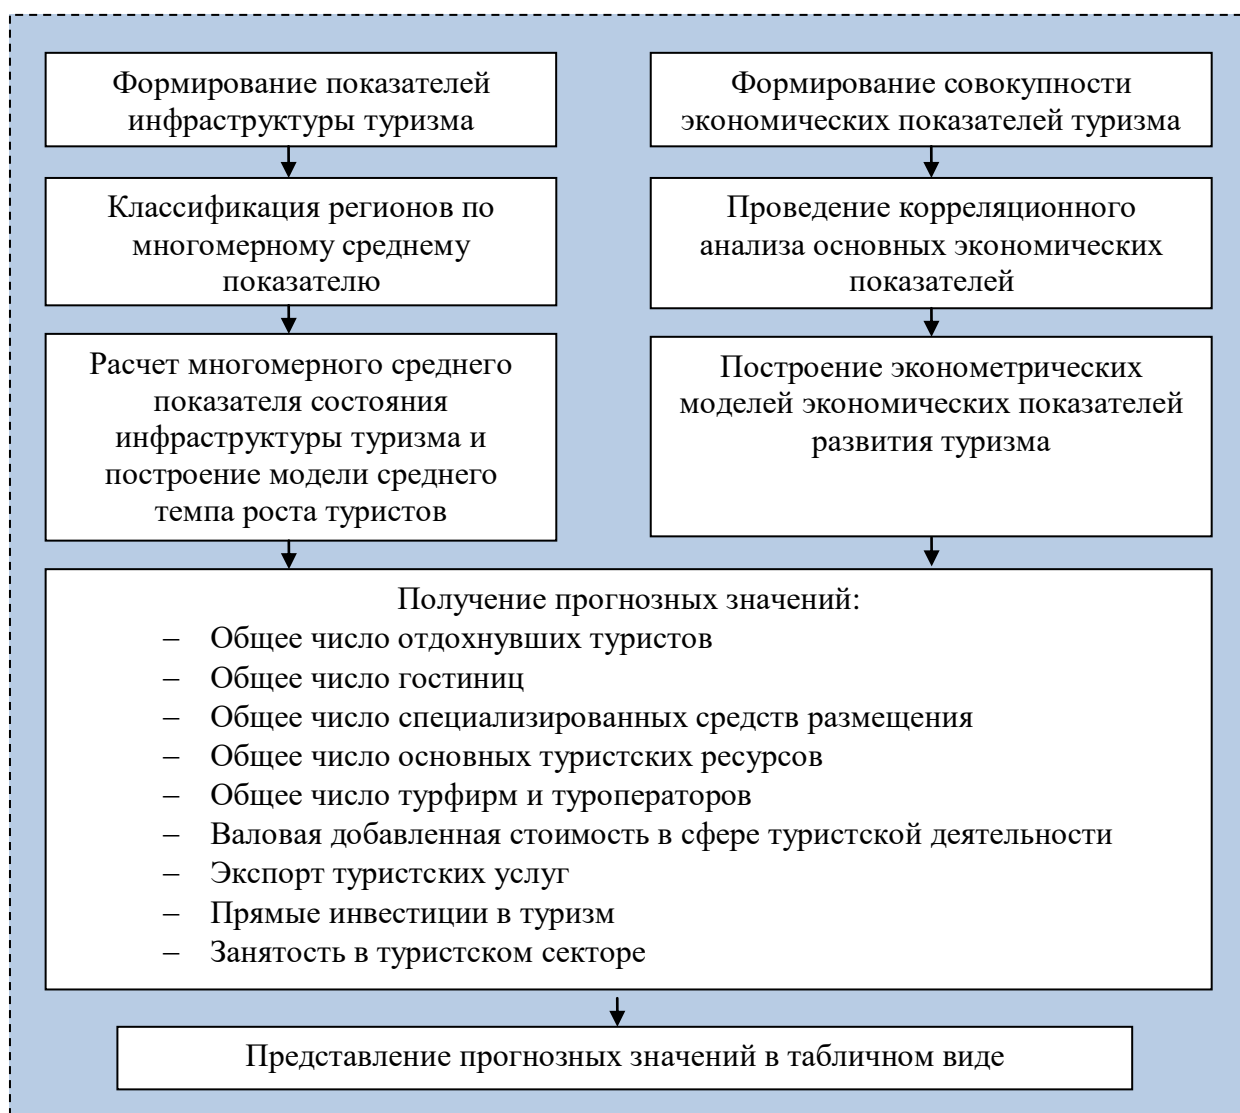 Формирование показателей
инфраструктуры туризма
Формирование совокупности
экономических показателей туризма
Классификация регионов по
многомерному среднему
показателю
Проведение корреляционного
анализа основных экономических
показателей
Расчет многомерного среднего
показателя состояния
инфраструктуры туризма и
построение модели среднего
темпа роста туристов
Построение эконометрических
моделей экономических показателей
развития туризма
Получение прогнозных значений:
– Общее число отдохнувших туристов
– Общее число гостиниц
– Общее число специализированных средств размещения
– Общее число основных туристских ресурсов
– Общее число турфирм и туроператоров
– Валовая добавленная стоимость в сфере туристской деятельности
– Экспорт туристских услуг
– Прямые инвестиции в туризм
– Занятость в туристском секторе
Представление прогнозных значений в табличном виде